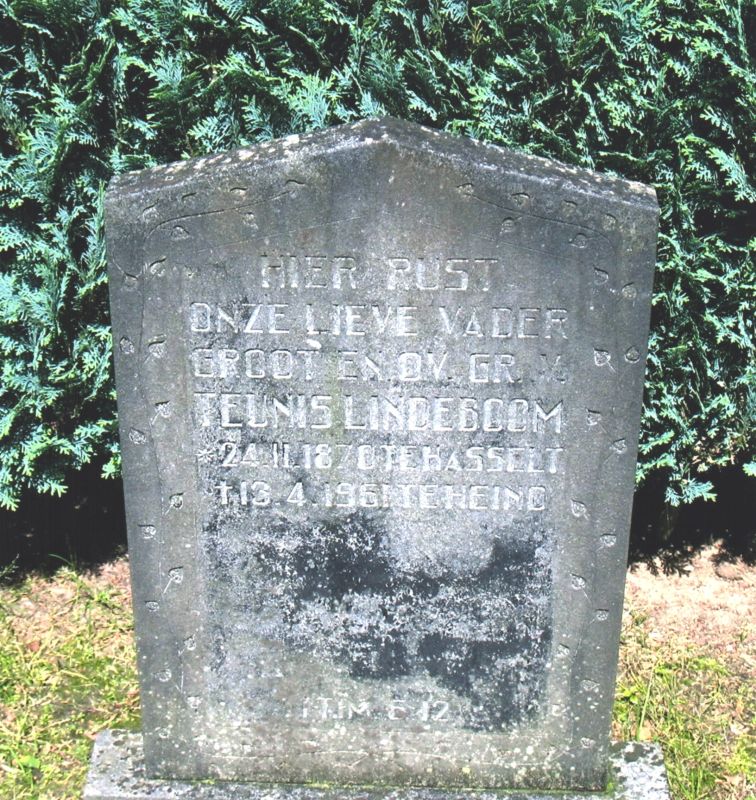 HIER RUST
ONZE LIEVE VADER
GROOT EN OV. GR. V.
TEUNIS LINDEBOOM
* 24.11.1870 TE HASSELT
† 13.4.1961 TE HEINO
1 TIM 6:12